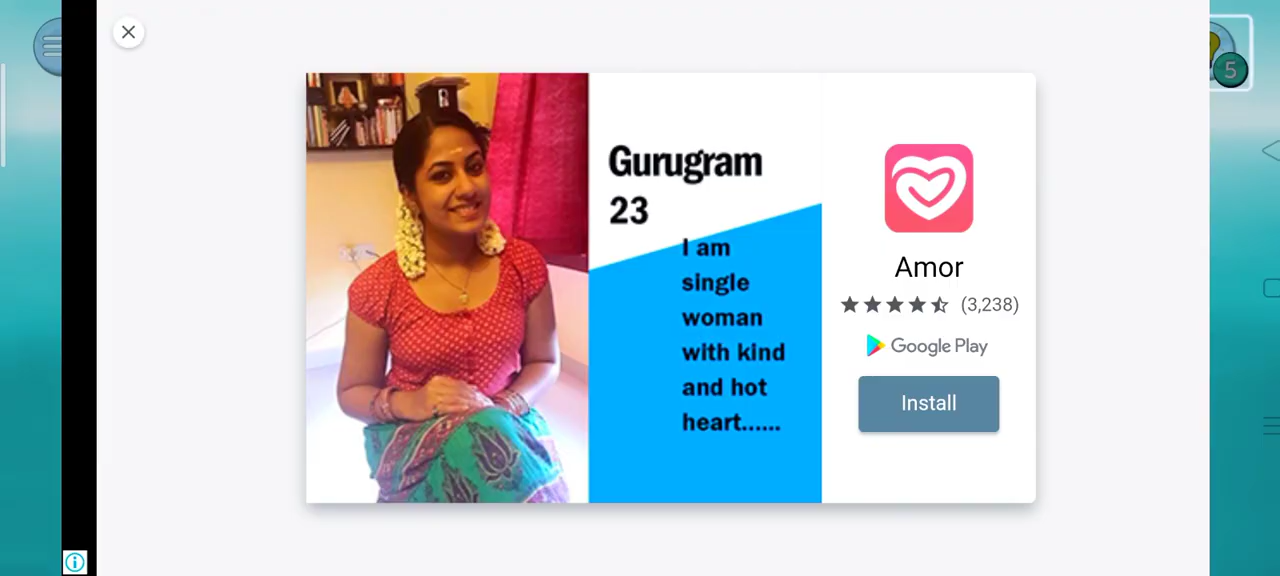 Gurugram
23
I am
single
woman
with kind
and hot
heart......
Amor
(3,238)
Google Play
Install
5